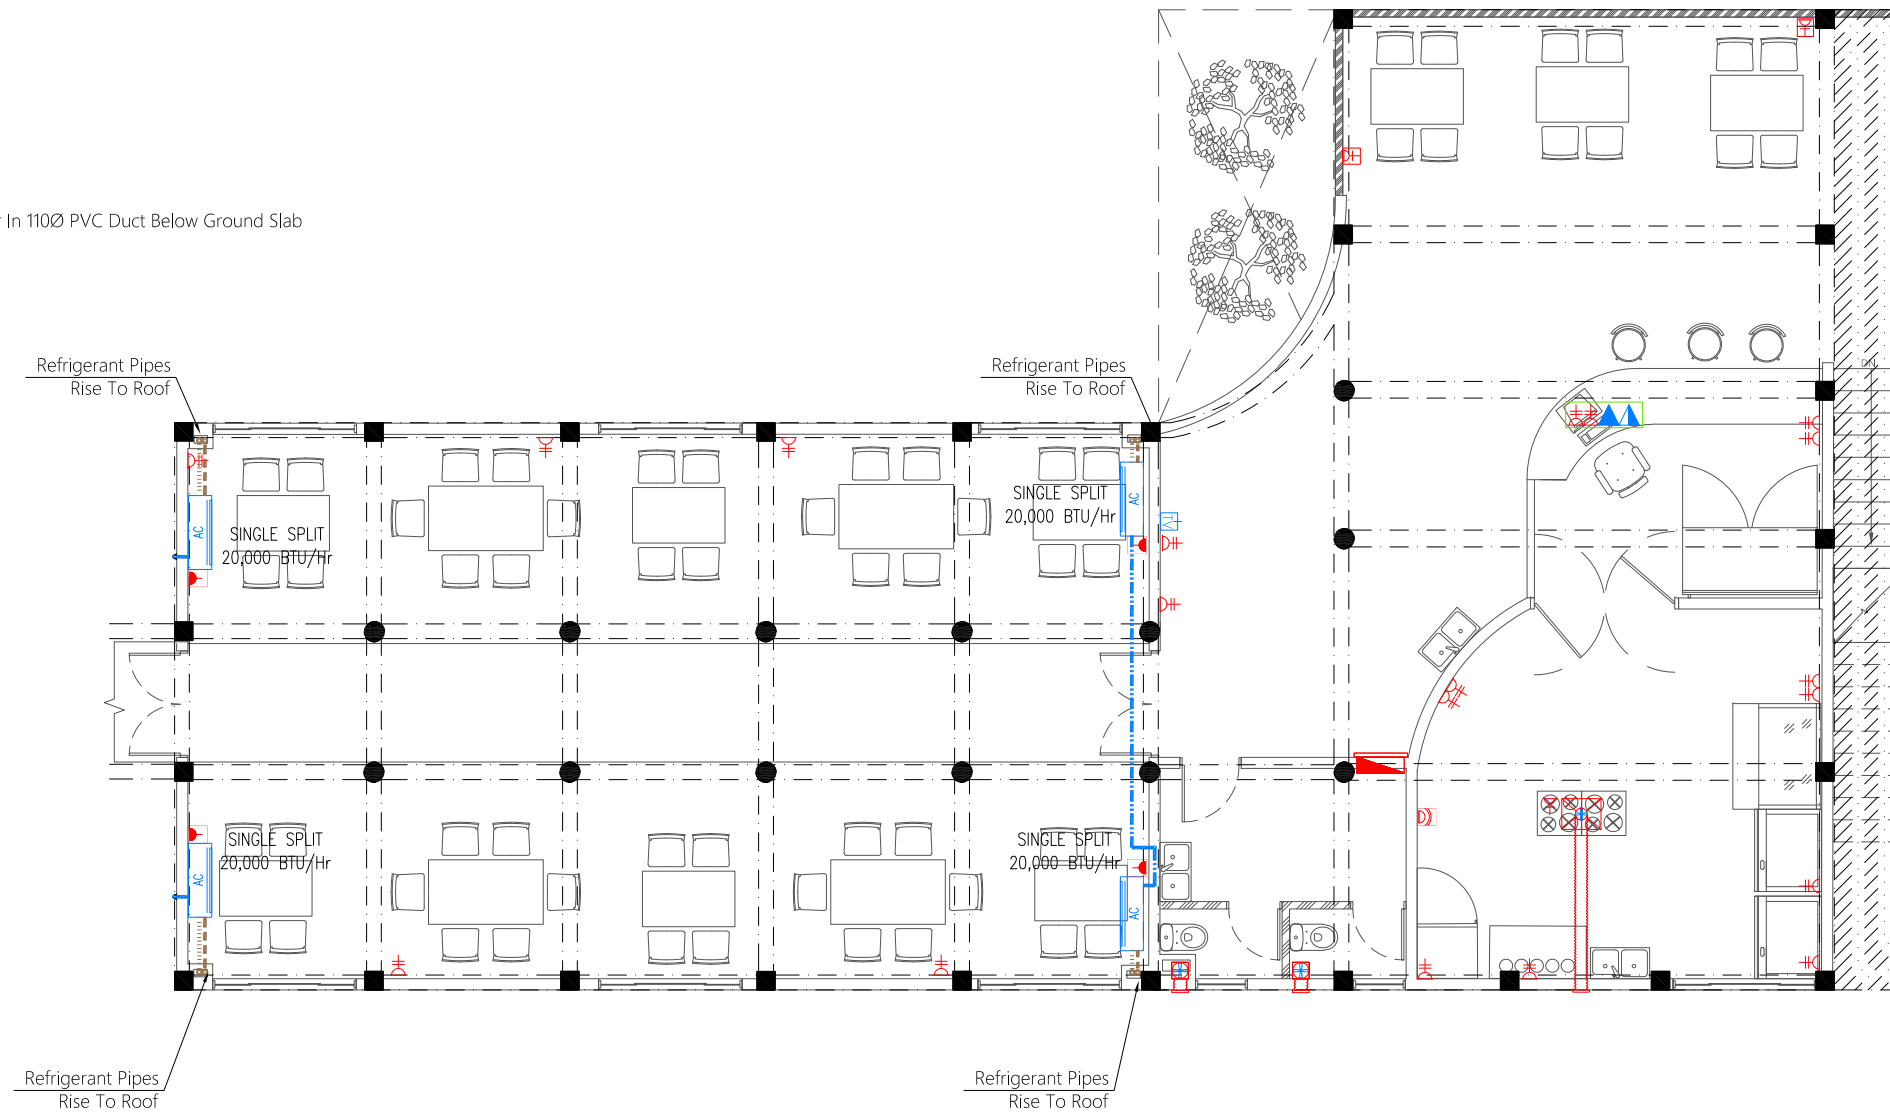 r In 110Ø PVC Duct Below Ground Slab
Refrigerant Pipes
Rise To Roof
Refrigerant Pipes
Rise To Roof
DN
AC
SINGLE SPLIT
20,000 BTU/Hr
SINGLE SPLIT
20,000 BTU/Hr
AC
TV
AC
SINGLE SPLIT
20,000 BTU/Hr
SINGLE SPLIT
20,000 BTU/Hr
AC
Refrigerant Pipes
Rise To Roof
Refrigerant Pipes
Rise To Roof